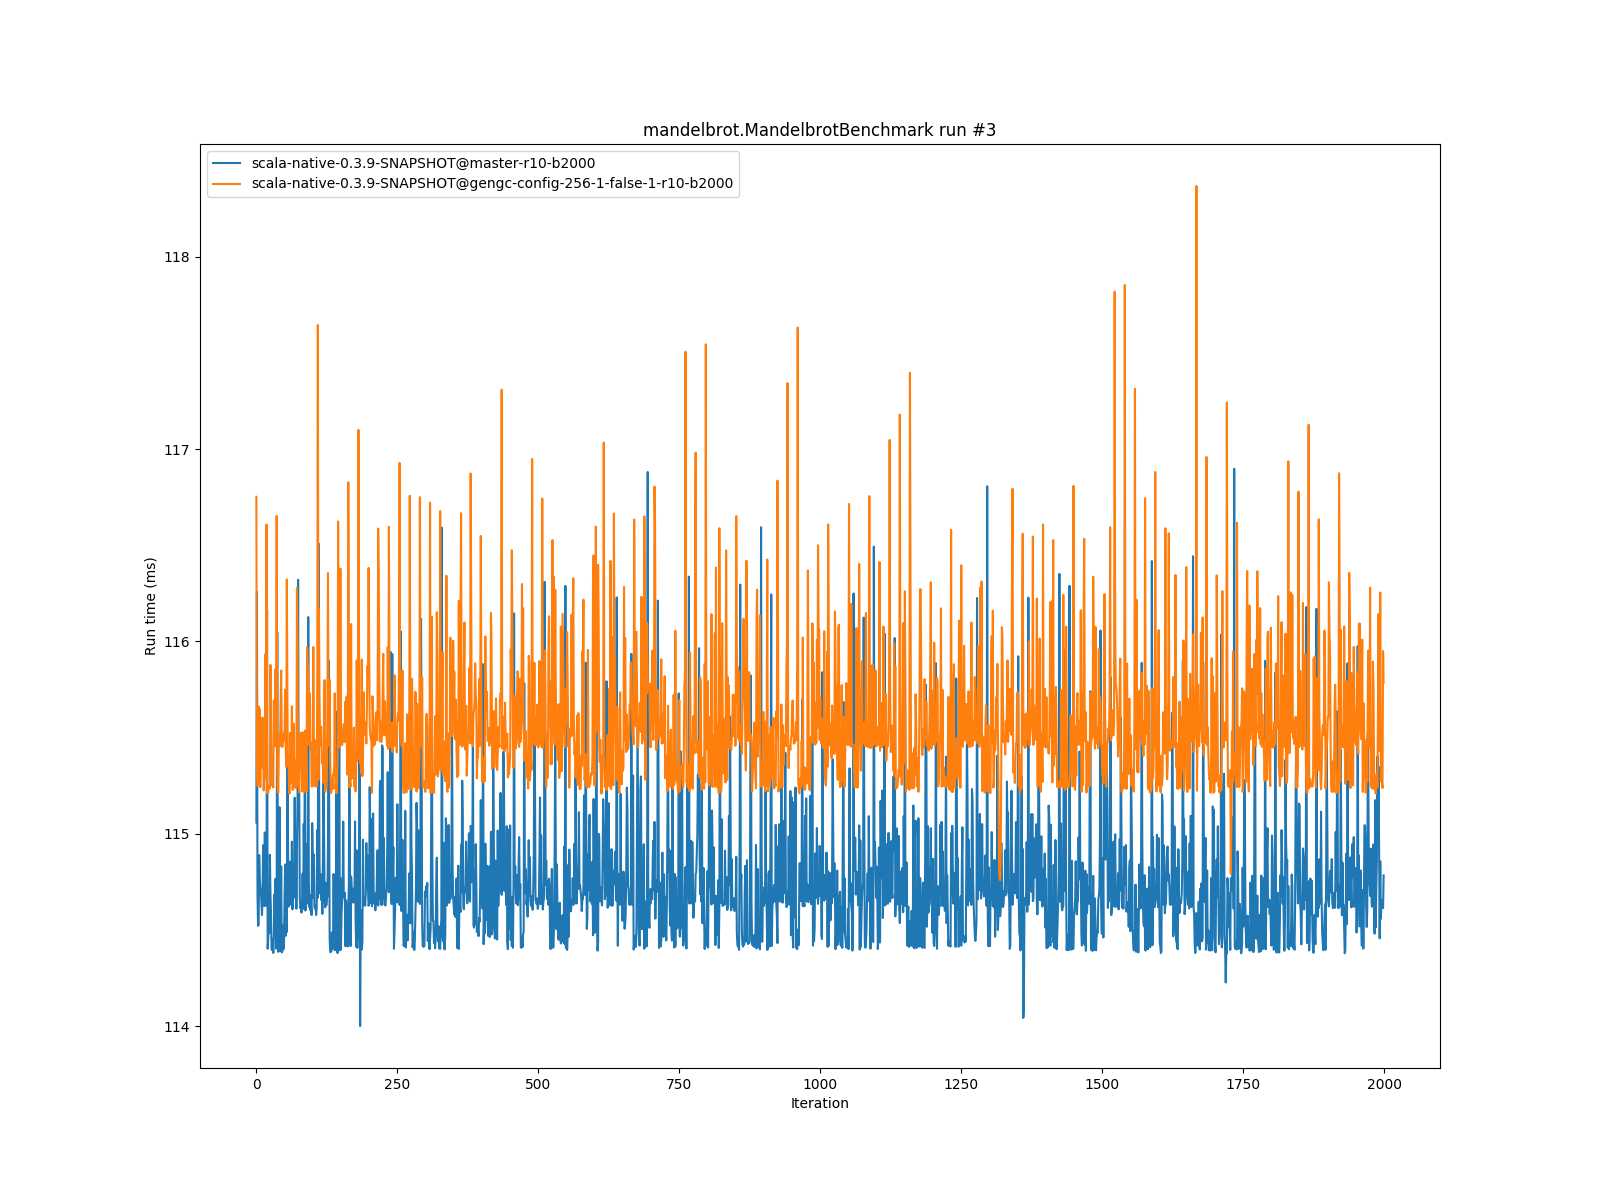 mandelbrot.MandelbrotBenchmark run #3
scala-native-0.3.9-SNAPSHOT@master-r10-b2000
scala-native-0.3.9-SNAPSHOT@gengc-config-256-1-false-1-r10-b2000
118
117
116
115
114
Run time (ms)
0 250 500 750 1000 1250 1500 1750 2000
Iteration